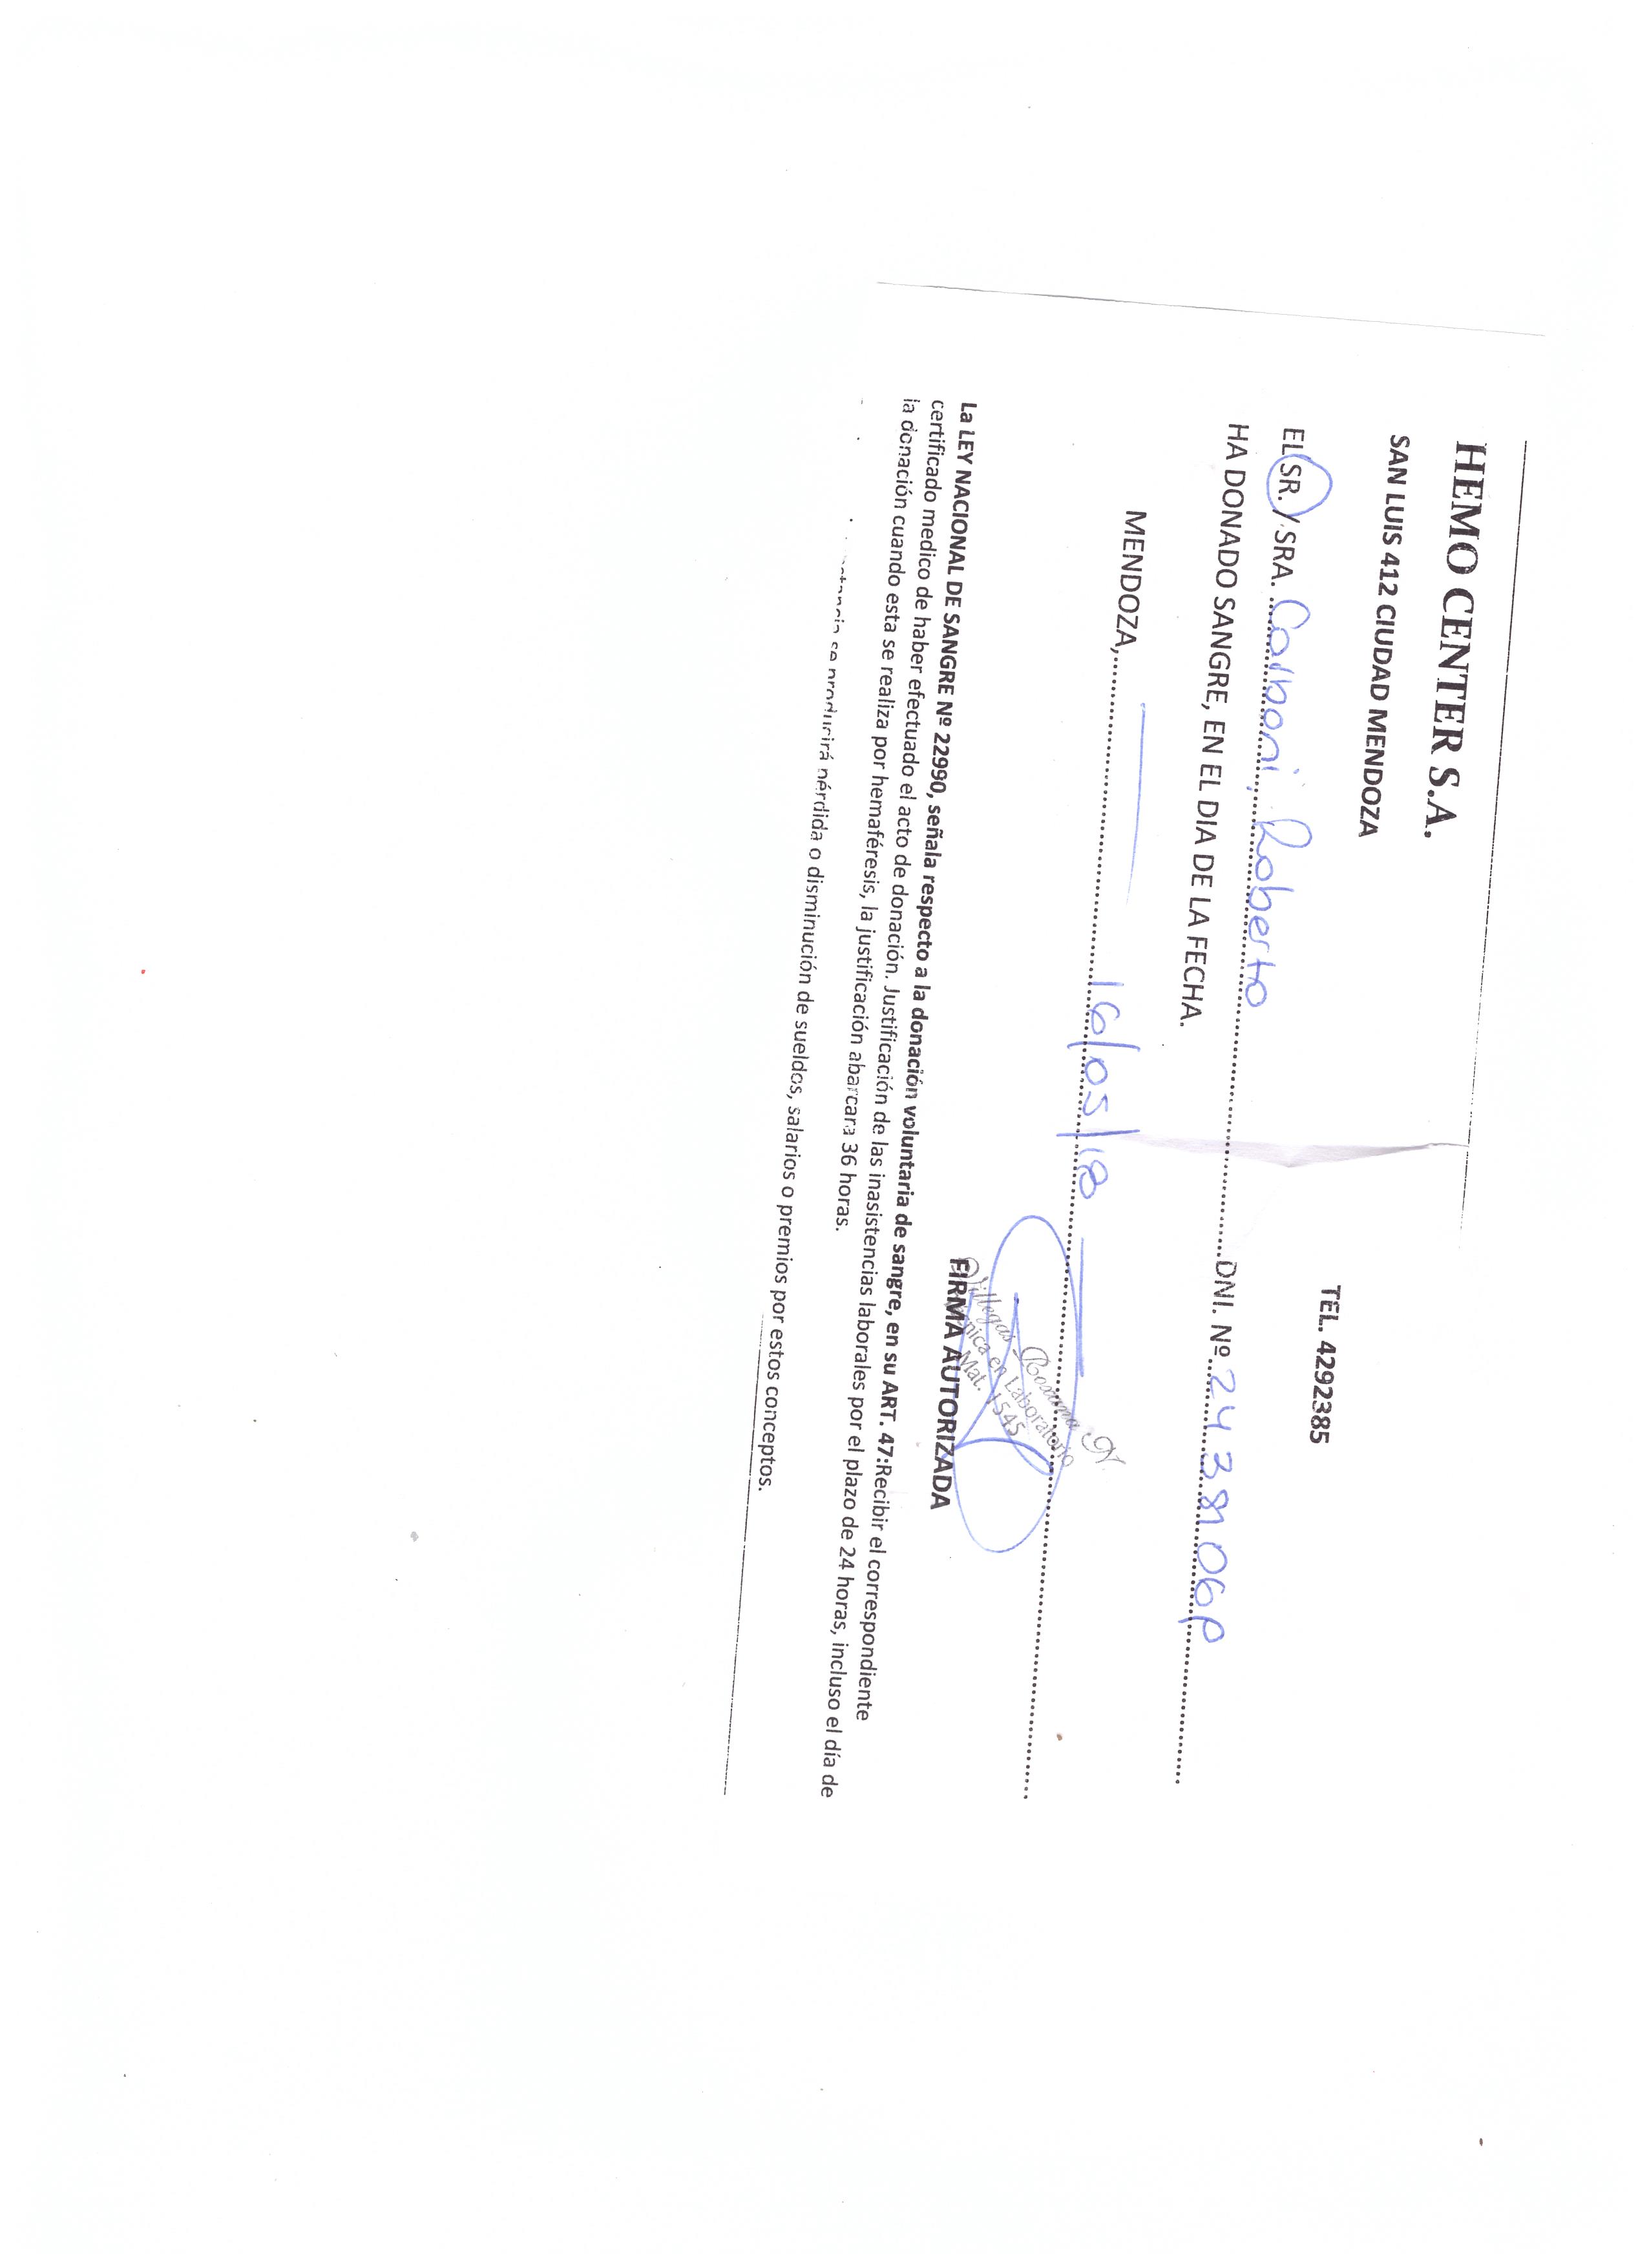 HEMO CENTER S.A.
SAN LUIS 412 CIUDAD MENDOZA
TEL. 4292385
EL SR. / SRA. Carboni, Roberto DNI. Nº
HA DONADO SANGRE, EN EL DIA DE LA FECHA.
MENDOZA, 16/05/18
Villegas Roxana N
en Laboratorio
Mat. 1545
FIRMA AUTORIZADA
La LEY NACIONAL DE SANGRE Nº 22990, señala respecto a la donación voluntaria de sangre, en su ART. 47:Recibir el correspondiente
certificado medico de haber efectuado el acto de donación. Justificación de las inasistencias laborales por el plazo de 24 horas, incluso el día de
la donación cuando esta se realiza por hemaféresis, la justificación abarcara 36 horas.
se producirá pérdida o disminución de sueldos, salarios o premios por estos conceptos.